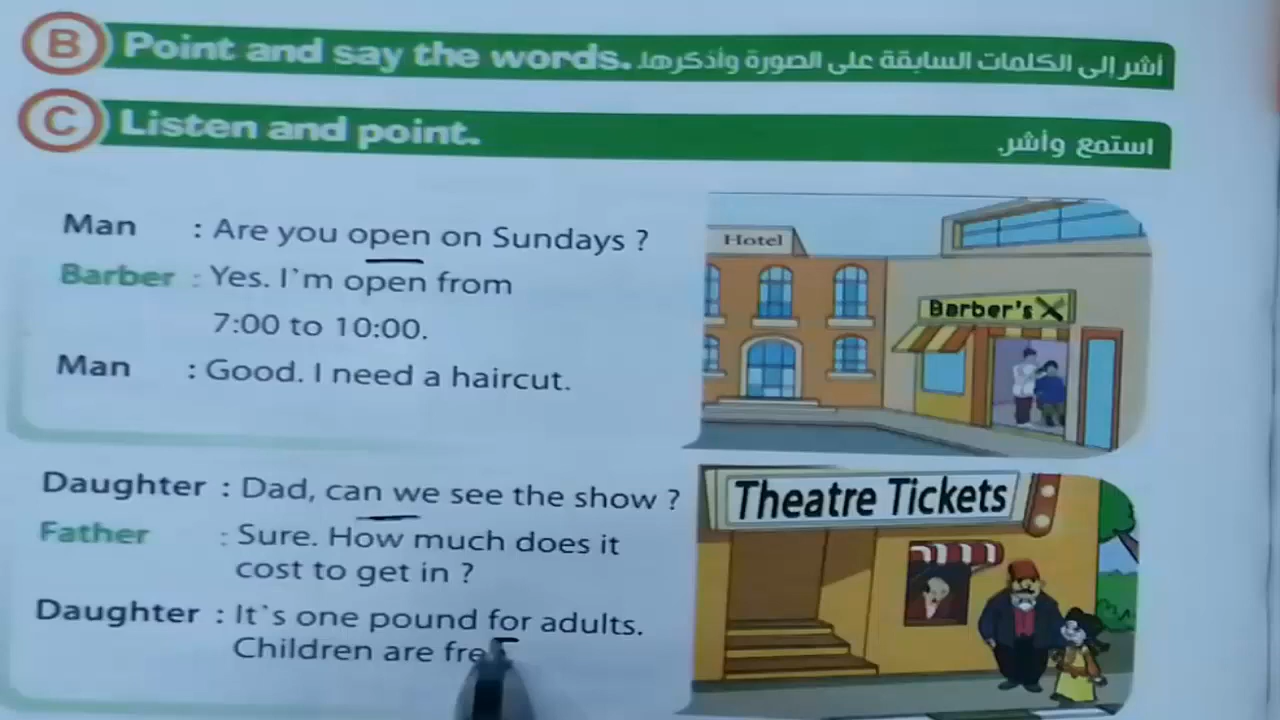 B Point and say the words. أشر إلى الكلمات السابقة على الصورة وأذكرها.
C Listen and point. استمع وأشر.
Man : Are you open on Sundays ?
Barber : Yes. I'm open from
7:00 to 10:00.
Man : Good. I need a haircut.
Hotel
Barber's
Daughter : Dad, can we see the show ?
Father : Sure. How much does it
cost to get in ?
Daughter : It's one pound for adults.
Children are fre
Theatre Tickets